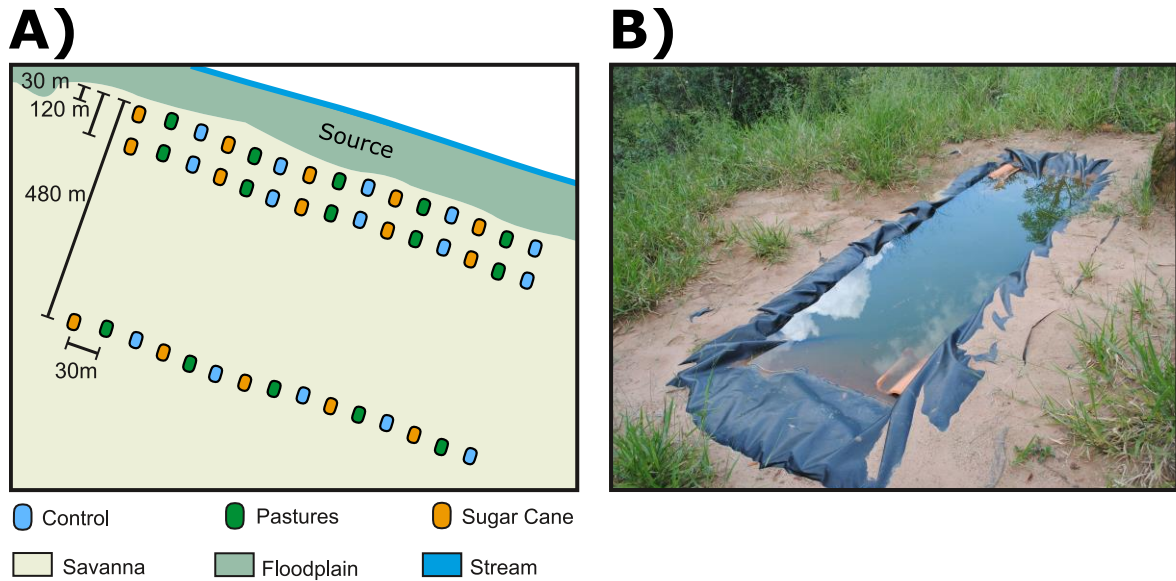 A)
B)
30 m
120 m
Source
480 m
30m
Control
Pastures
Sugar Cane
Savanna
Floodplain
Stream